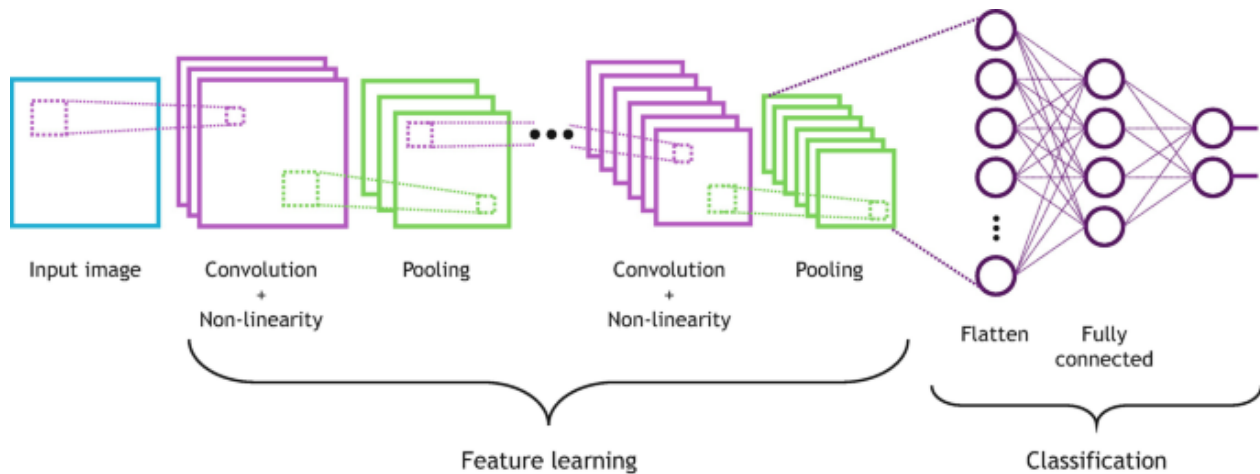 Input image
Convolution
+
Non-linearity
Pooling
Convolution
+
Non-linearity
Pooling
Flatten
Fully
connected
Feature learning
Classification